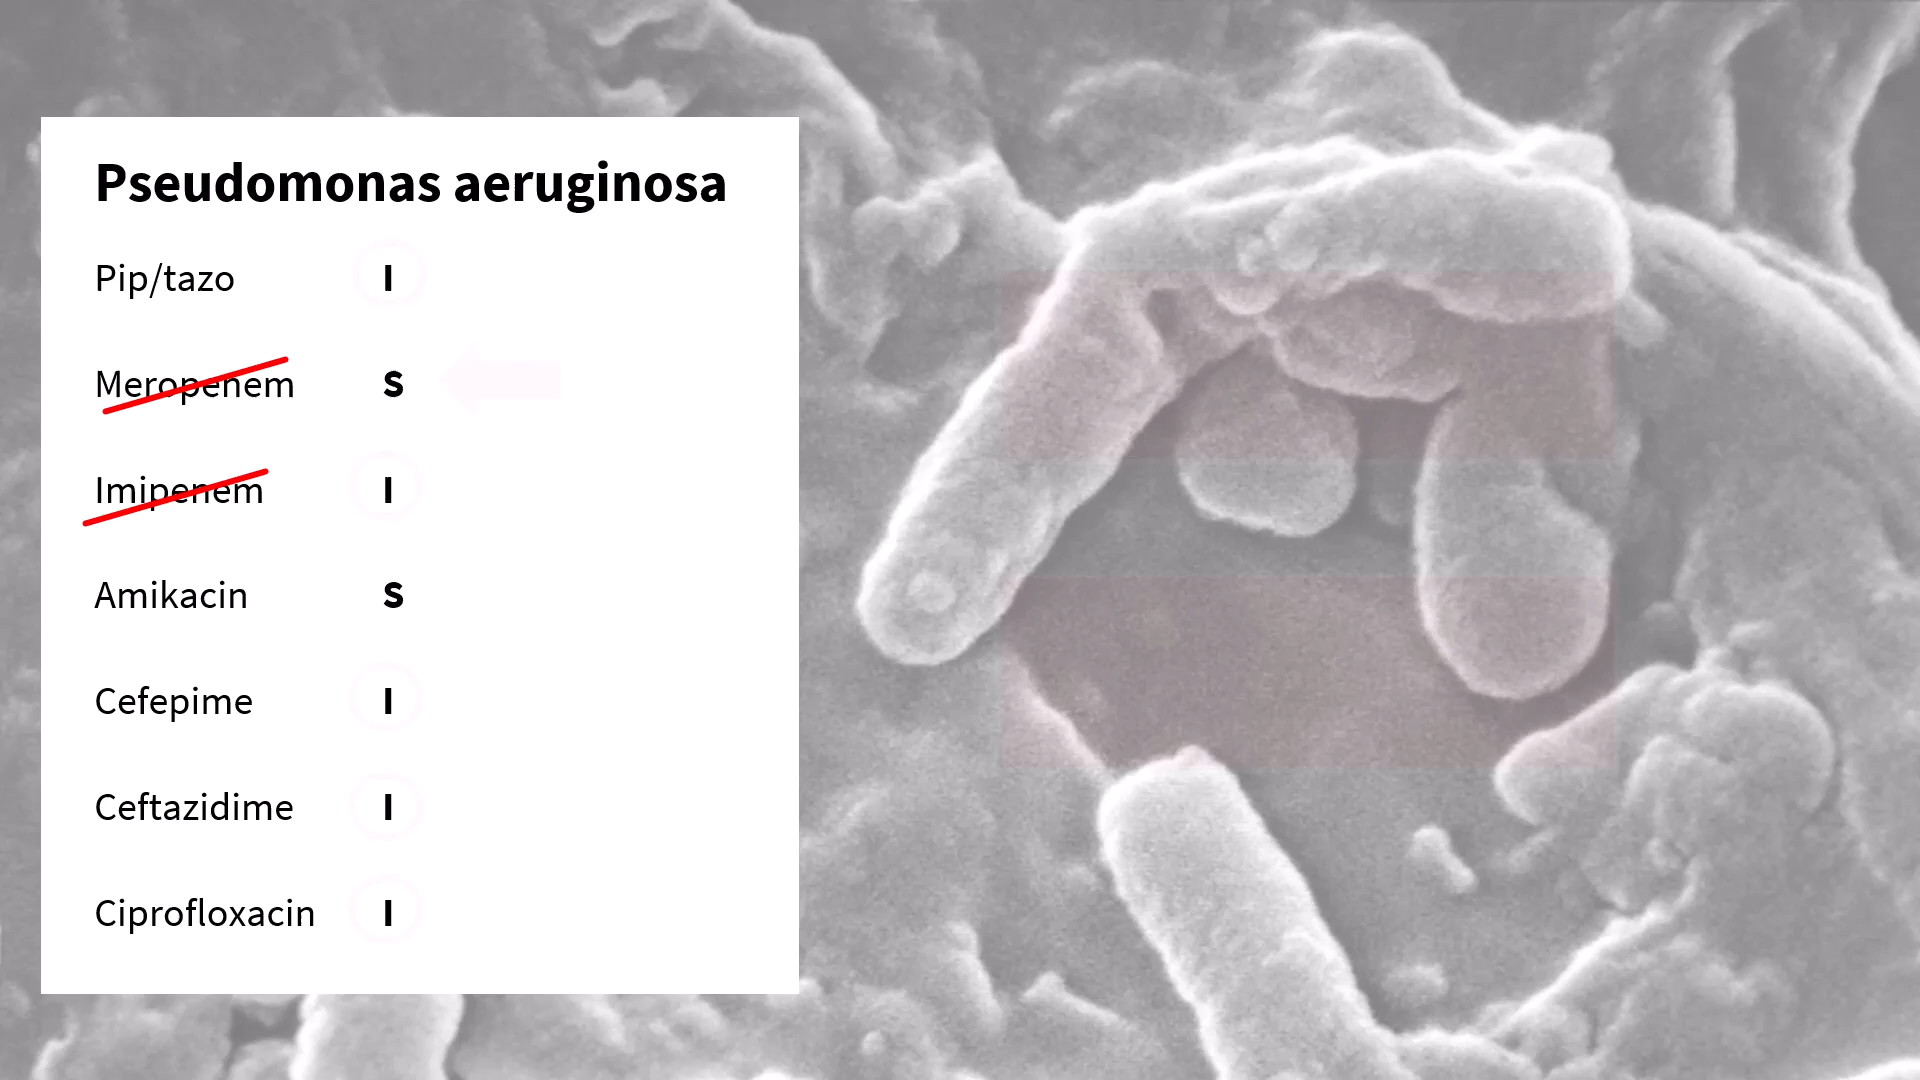 Pseudomonas aeruginosa
Pip/tazo I
Meropenem S
Imipenem I
Amikacin S
Cefepime I
Ceftazidime I
Ciprofloxacin I